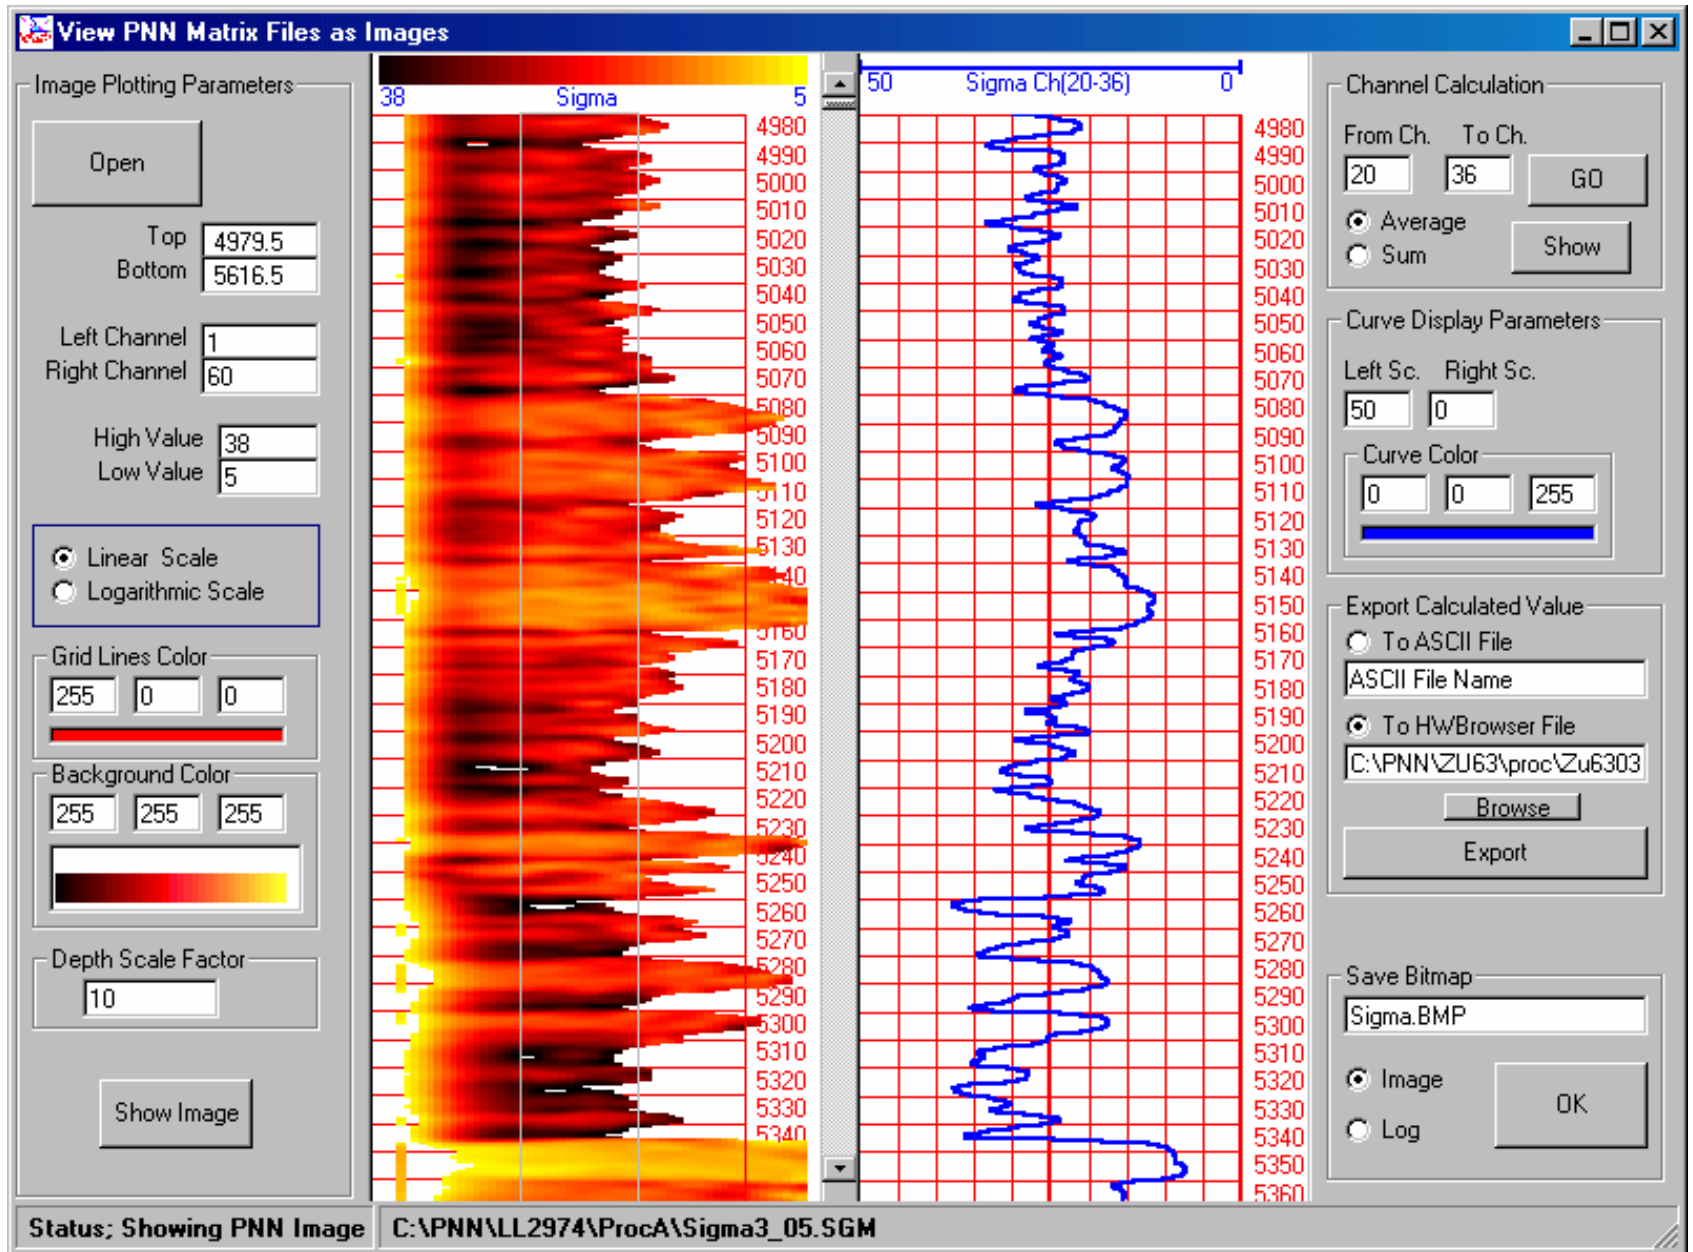 View PNN Matrix Files as Images
Image Plotting Parameters
Open
Top 4979.5
Bottom 5616.5
Left Channel 1
Right Channel 60
High Value 38
Low Value 5
Linear Scale
Logarithmic Scale
Grid Lines Color
255 0 0
Background Color
255 255 255
Depth Scale Factor
10
Show Image
38 Sigma 5
4980
4990
5000
5010
5020
5030
5040
5050
5060
5070
5080
5090
5100
5110
5120
5130
5140
5150
5160
5170
5180
5190
5200
5210
5220
5230
5240
5250
5260
5270
5280
5290
5300
5310
5320
5330
5340
50 Sigma Ch(20-36) 0
4980
4990
5000
5010
5020
5030
5040
5050
5060
5070
5080
5090
5100
5110
5120
5130
5140
5150
5160
5170
5180
5190
5200
5210
5220
5230
5240
5250
5260
5270
5280
5290
5300
5310
5320
5330
5340
5350
5360
Channel Calculation
From Ch. To Ch.
20 36 GO
Average
Sum
Show
Curve Display Parameters
Left Sc. Right Sc.
50 0
Curve Color
0 0 255
Export Calculated Value
To ASCII File
ASCII File Name
To HWBrowser File
C:\PNN\ZU63\proc\Zu6303
Browse
Export
Save Bitmap
Sigma.BMP
Image
Log
OK
Status; Showing PNN Image
C:\PNN\LL2974\ProcA\Sigma3_05.SGM